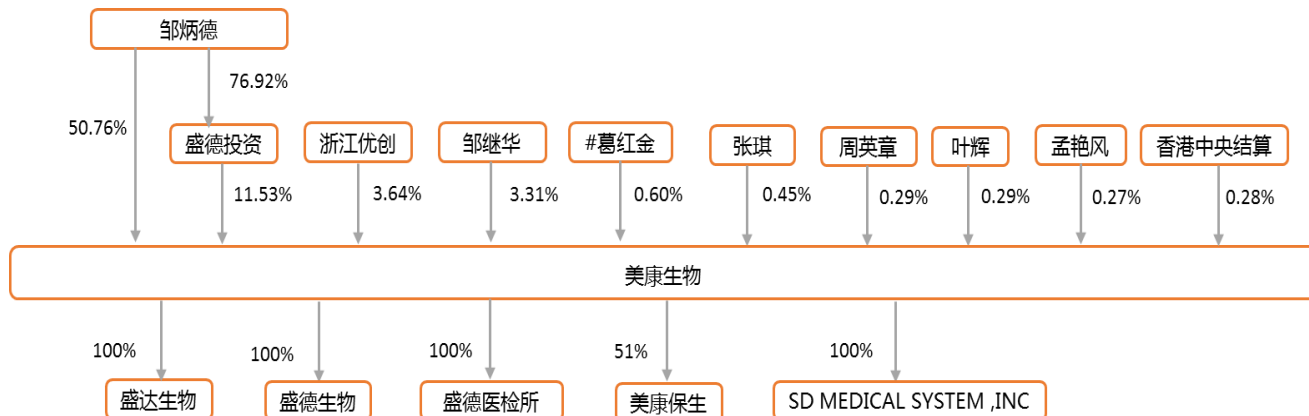 邹炳德
76.92%
50.76%
盛德投资
浙江优创
邹继华
#葛红金
张琪
周英章
叶辉
孟艳风
香港中央结算
11.53%
3.64%
3.31%
0.60%
0.45%
0.29%
0.29%
0.27%
0.28%
美康生物
100%
100%
100%
51%
100%
盛达生物
盛德生物
盛德医检所
美康保生
SD MEDICAL SYSTEM ,INC